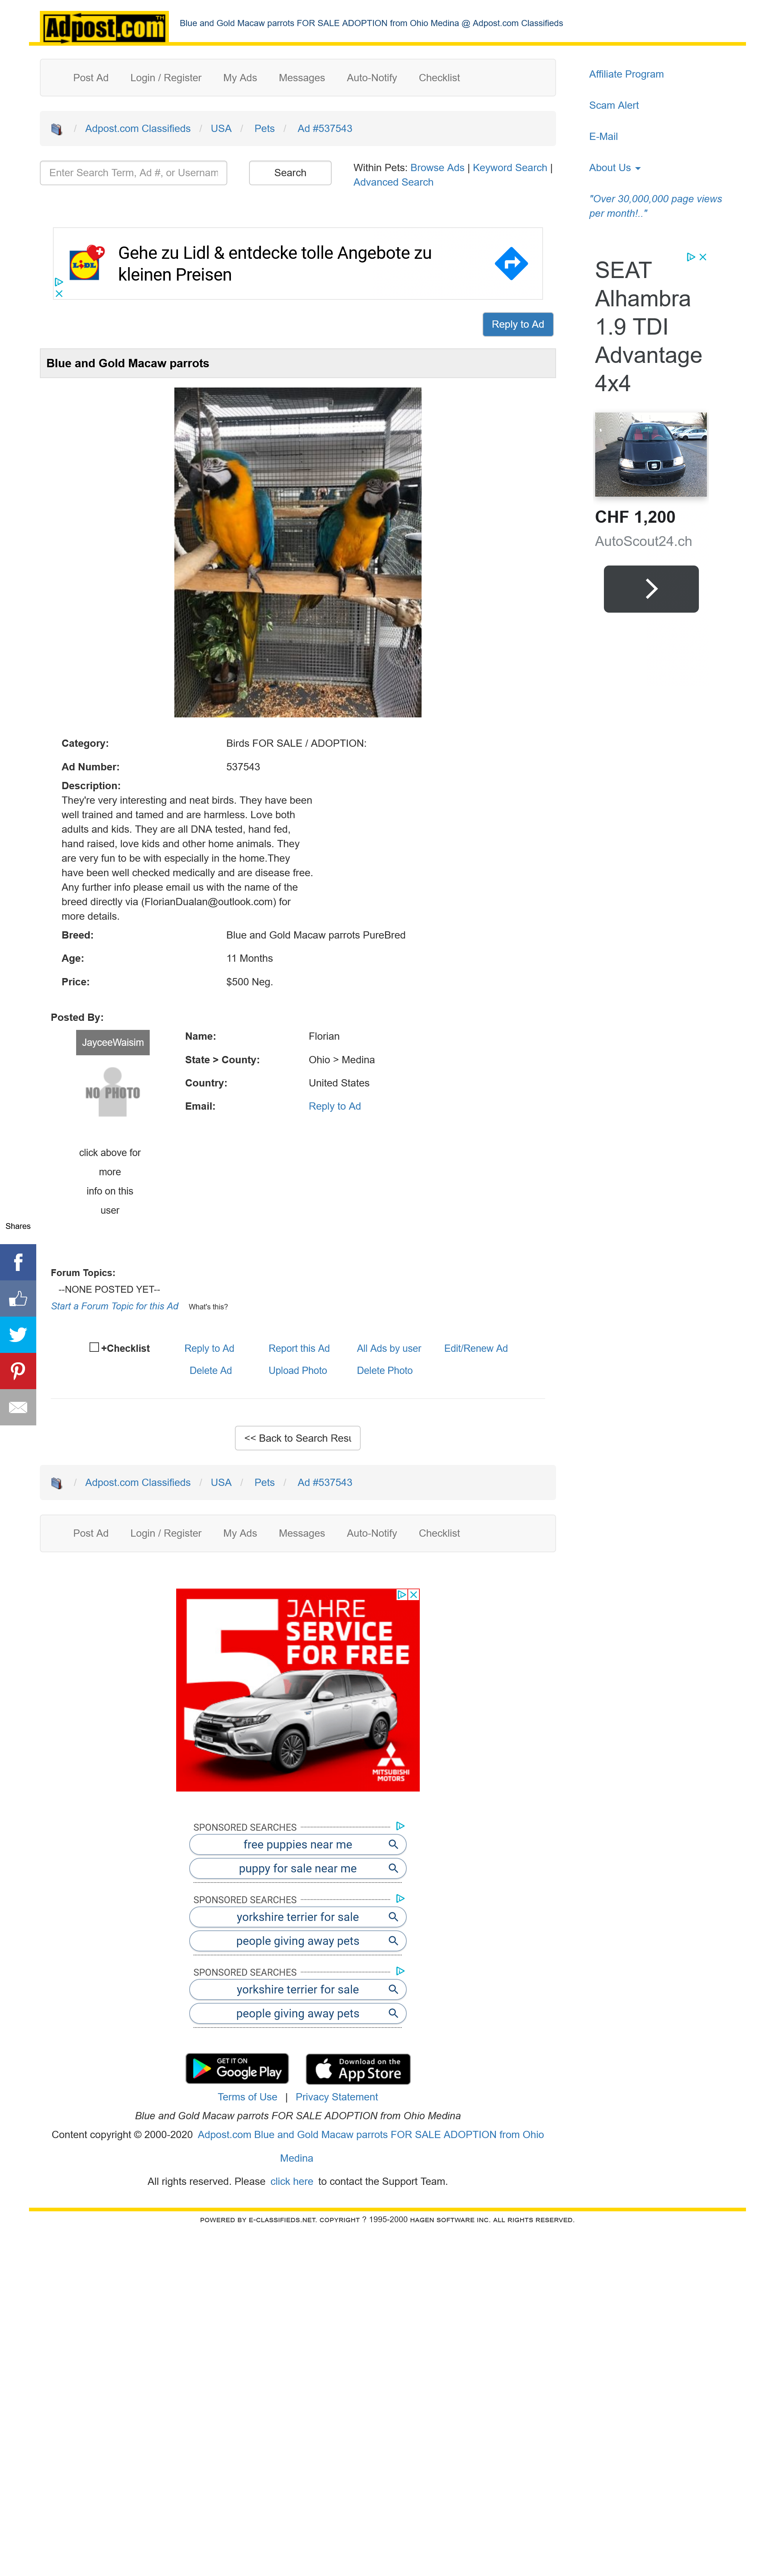 Adpost.com TM
Blue and Gold Macaw parrots FOR SALE ADOPTION from Ohio Medina @ Adpost.com Classifieds
Post Ad Login / Register My Ads Messages Auto-Notify Checklist
/ Adpost.com Classifieds / USA / Pets / Ad #537543
Enter Search Term, Ad #, or Usernam
Search
Within Pets: Browse Ads | Keyword Search |
Advanced Search
Affiliate Program
Scam Alert
E-Mail
About Us
"Over 30,000,000 page views
per month!.."
LIDL
Gehe zu Lidl & entdecke tolle Angebote zu
kleinen Preisen
SEAT
Alhambra
1.9 TDI
Advantage
4x4
CHF 1,200
AutoScout24.ch
Reply to Ad
Blue and Gold Macaw parrots
Category: Birds FOR SALE / ADOPTION:
Ad Number: 537543
Description:
They're very interesting and neat birds. They have been
well trained and tamed and are harmless. Love both
adults and kids. They are all DNA tested, hand fed,
hand raised, love kids and other home animals. They
are very fun to be with especially in the home.They
have been well checked medically and are disease free.
Any further info please email us with the name of the
breed directly via (FlorianDualan@outlook.com) for
more details.
Breed: Blue and Gold Macaw parrots PureBred
Age: 11 Months
Price: $500 Neg.
Posted By:
JayceeWaisim
NO PHOTO
click above for
more
info on this
user
Name: Florian
State > County: Ohio > Medina
Country: United States
Email: Reply to Ad
Shares
Forum Topics:
--NONE POSTED YET--
Start a Forum Topic for this Ad What's this?
+Checklist Reply to Ad Report this Ad All Ads by user Edit/Renew Ad
Delete Ad Upload Photo Delete Photo
<< Back to Search Resu
/ Adpost.com Classifieds / USA / Pets / Ad #537543
Post Ad Login / Register My Ads Messages Auto-Notify Checklist
5 JAHRE
SERVICE
FOR FREE
MITSUBISHI
MOTORS
SPONSORED SEARCHES
free puppies near me
puppy for sale near me
SPONSORED SEARCHES
yorkshire terrier for sale
people giving away pets
SPONSORED SEARCHES
yorkshire terrier for sale
people giving away pets
GET IT ON
Google Play
Download on the
App Store
Terms of Use | Privacy Statement
Blue and Gold Macaw parrots FOR SALE ADOPTION from Ohio Medina
Content copyright © 2000-2020 Adpost.com Blue and Gold Macaw parrots FOR SALE ADOPTION from Ohio
Medina
All rights reserved. Please click here to contact the Support Team.
POWERED BY E-CLASSIFIEDS.NET. COPYRIGHT ? 1995-2000 HAGEN SOFTWARE INC. ALL RIGHTS RESERVED.